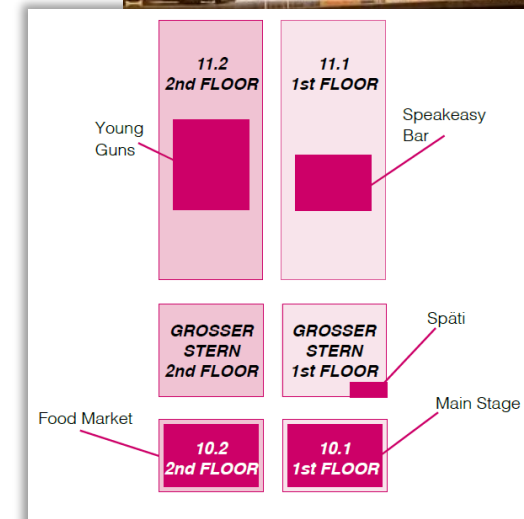 11.2
2nd FLOOR
11.1
1st FLOOR
Young
Guns
Speakeasy
Bar
GROSSER
STERN
2nd FLOOR
GROSSER
STERN
1st FLOOR
Späti
Food Market
Main Stage
10.2
2nd FLOOR
10.1
1st FLOOR